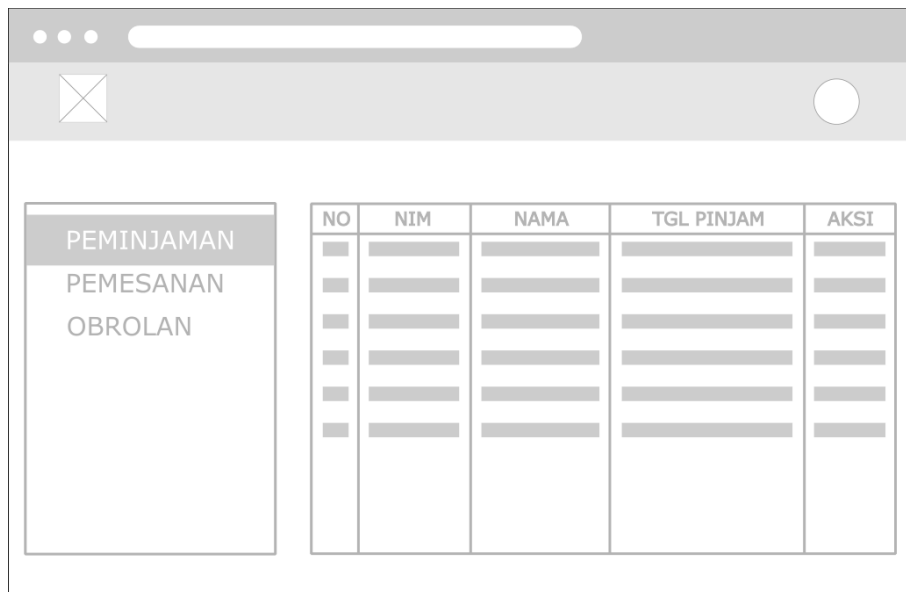 PEMINJAMAN
PEMESANAN
OBROLAN
NO NIM NAMA TGL PINJAM AKSI